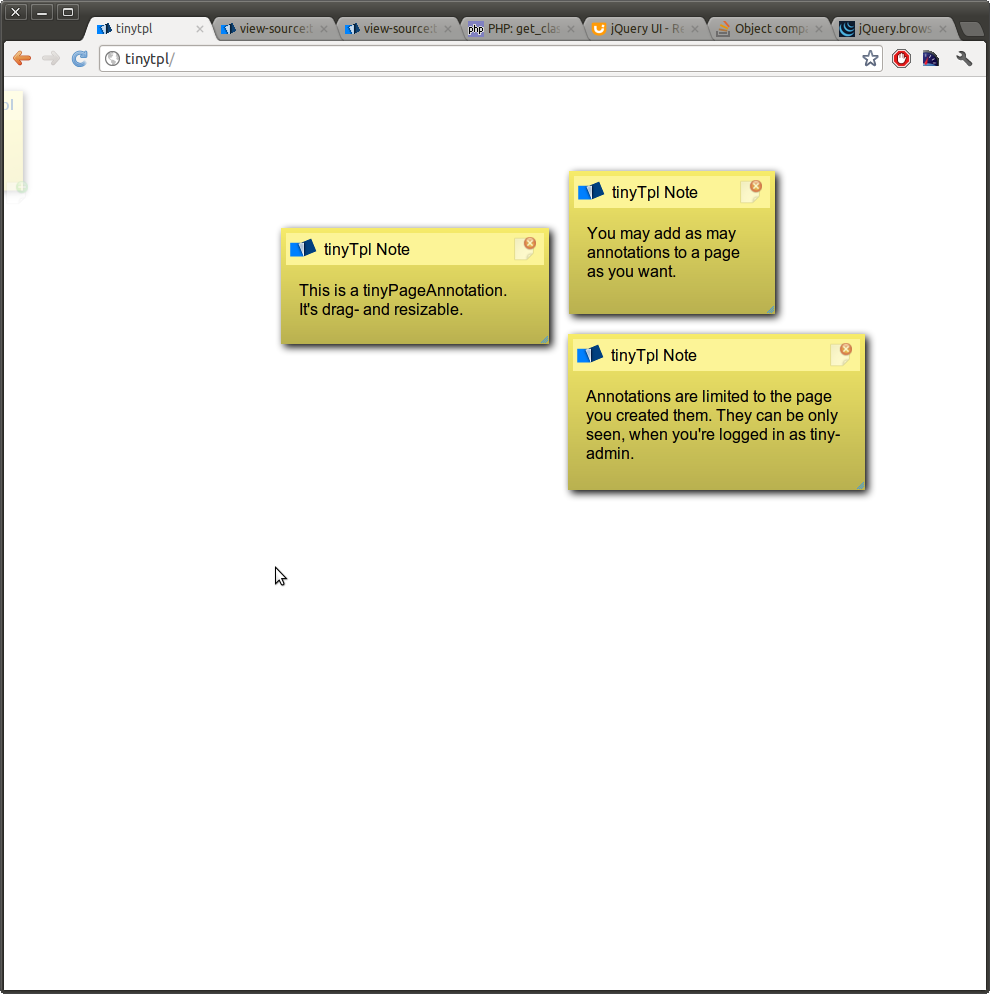 tinytpl
view-source:t
view-source:t
PHP: get_clas
jQuery UI - Re
Object compa
jQuery.brows
tinytpl/
pl
tinyTpl Note
You may add as may
annotations to a page
as you want.
tinyTpl Note
This is a tinyPageAnnotation.
It's drag- and resizable.
tinyTpl Note
Annotations are limited to the page
you created them. They can be only
seen, when you're logged in as tiny-
admin.